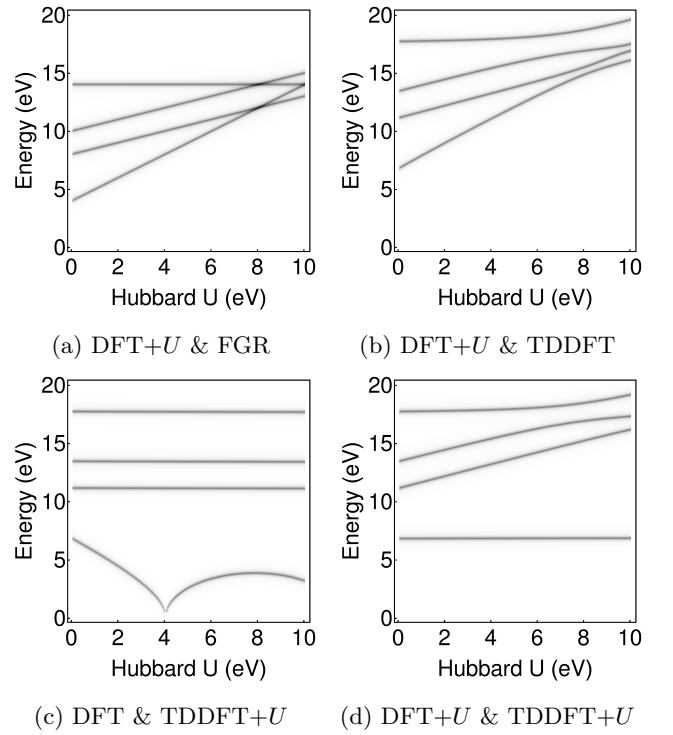 20
15
10
5
0
Energy (eV)
0 2 4 6 8 10
Hubbard U (eV)
(a) DFT+U & FGR
20
15
10
5
0
Energy (eV)
0 2 4 6 8 10
Hubbard U (eV)
(b) DFT+U & TDDFT
20
15
10
5
0
Energy (eV)
0 2 4 6 8 10
Hubbard U (eV)
(c) DFT & TDDFT+U
20
15
10
5
0
Energy (eV)
0 2 4 6 8 10
Hubbard U (eV)
(d) DFT+U & TDDFT+U